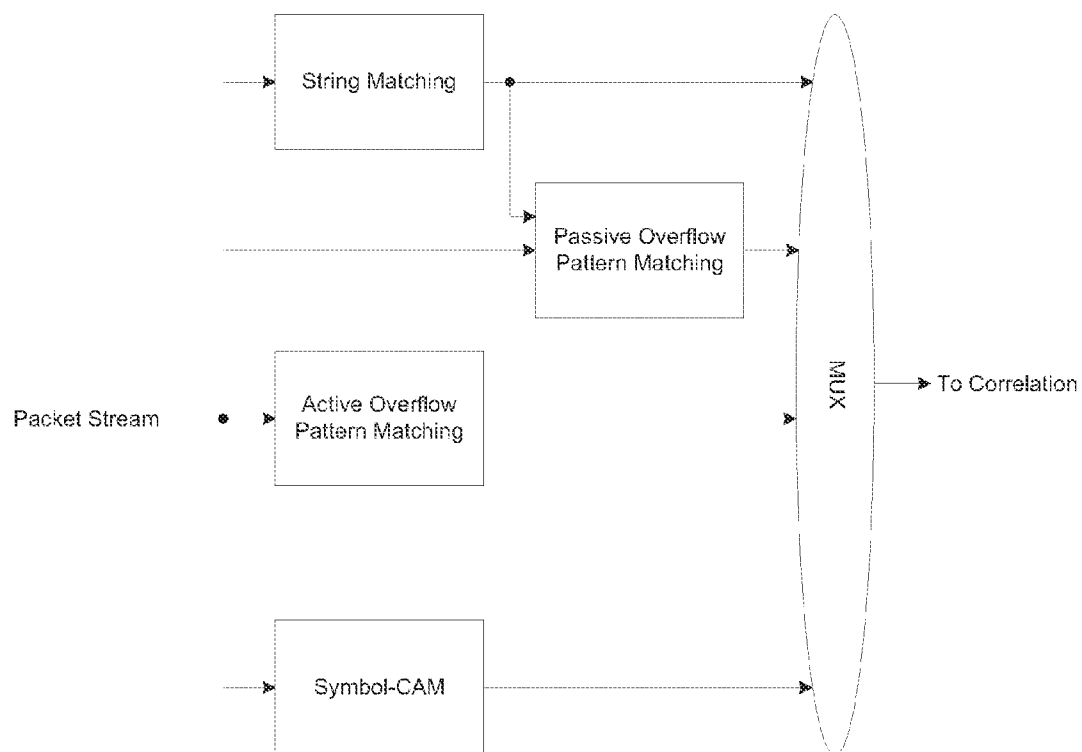 String Matching
Passive Overflow
Pattern Matching
Packet Stream
Active Overflow
Pattern Matching
MUX
To Correlation
Symbol-CAM